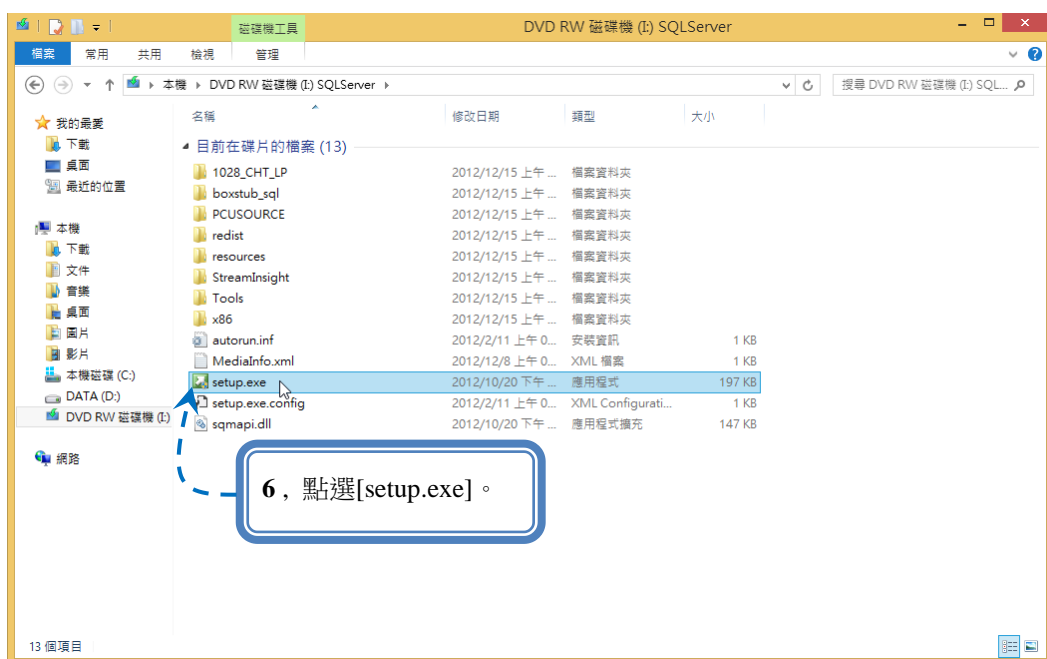 磁碟機工具
DVD RW 磁碟機 (I:) SQLServer
檔案 常用 共用 檢視 管理
本機 DVD RW 磁碟機 (I:) SQLServer
搜尋 DVD RW 磁碟機 (I:) SQL...
名稱 修改日期 類型 大小
我的最愛
下載
桌面
最近的位置
本機
下載
文件
音樂
桌面
圖片
影片
本機磁碟 (C:)
DATA (D:)
DVD RW 磁碟機 (I:)
網路
目前在碟片的檔案 (13)
1028_CHT_LP 2012/12/15 上午 ... 檔案資料夾
boxstub_sql 2012/12/15 上午 ... 檔案資料夾
PCUSOURCE 2012/12/15 上午 ... 檔案資料夾
redist 2012/12/15 上午 ... 檔案資料夾
resources 2012/12/15 上午 ... 檔案資料夾
StreamInsight 2012/12/15 上午 ... 檔案資料夾
Tools 2012/12/15 上午 ... 檔案資料夾
x86 2012/12/15 上午 ... 檔案資料夾
autorun.inf 2012/2/11 上午 0... 安裝資訊 1 KB
MediaInfo.xml 2012/12/8 上午 0... XML 檔案 1 KB
setup.exe 2012/10/20 下午 ... 應用程式 197 KB
setup.exe.config 2012/2/11 上午 0... XML Configurati... 1 KB
sqmapi.dll 2012/10/20 下午 ... 應用程式擴充 147 KB
6，點選[setup.exe]。
13 個項目